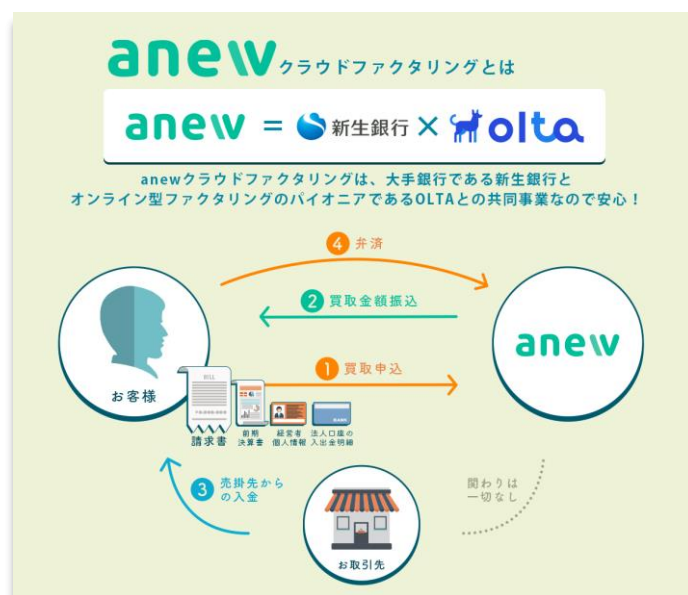 anew クラウドファクタリングとは
anew = 新生銀行 × olta
anewクラウドファクタリングは、大手銀行である新生銀行と
オンライン型ファクタリングのパイオニアであるOLTAとの共同事業なので安心！
4 弁済
2 買取金額振込
anew
1 買取申込
お客様
BILL
請求書
前期
決算書
経営者
個人情報
法人口座の
入出金明細
3 売掛先から
の入金
関わりは
一切なし
お取引先